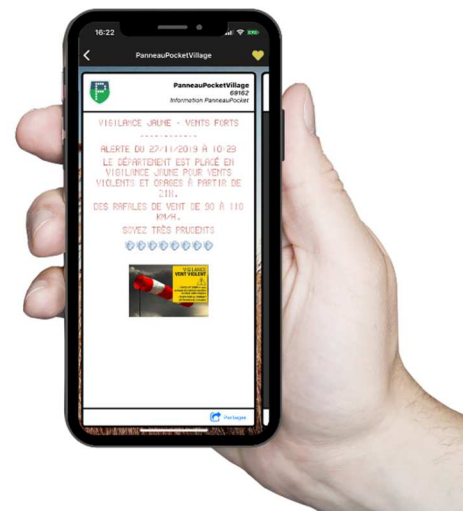 16:22
PanneauPocketVillage
PanneauPocketVillage
69162
Information PanneauPocket
VIGILANCE JAUNE - VENTS FORTS
------------
ALERTE DU 27/11/2019 À 10:29
LE DÉPARTEMENT EST PLACÉ EN
VIGILANCE JAUNE POUR VENTS
VIOLENTS ET ORAGES À PARTIR DE
21H.
DES RAFALES DE VENT DE 90 À 110
KM/H.
SOYEZ TRÈS PRUDENTS
VIGILANCE
VENT VIOLENT
Partager